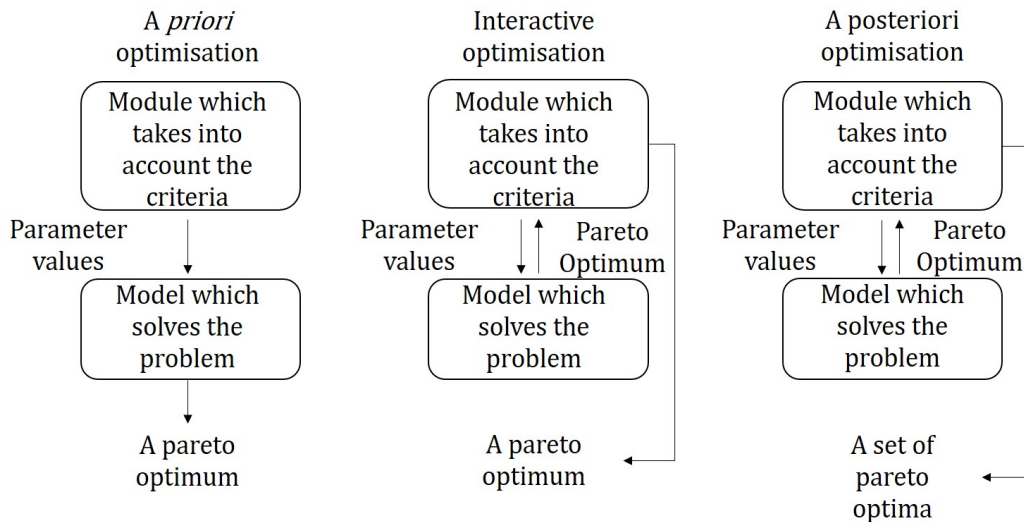 A priori
optimisation
Module which
takes into
account the
criteria
Parameter
values
Model which
solves the
problem
A pareto
optimum
Interactive
optimisation
Module which
takes into
account the
criteria
Parameter
values
Pareto
Optimum
Model which
solves the
problem
A pareto
optimum
A posteriori
optimisation
Module which
takes into
account the
criteria
Parameter
values
Pareto
Optimum
Model which
solves the
problem
A set of
pareto
optima